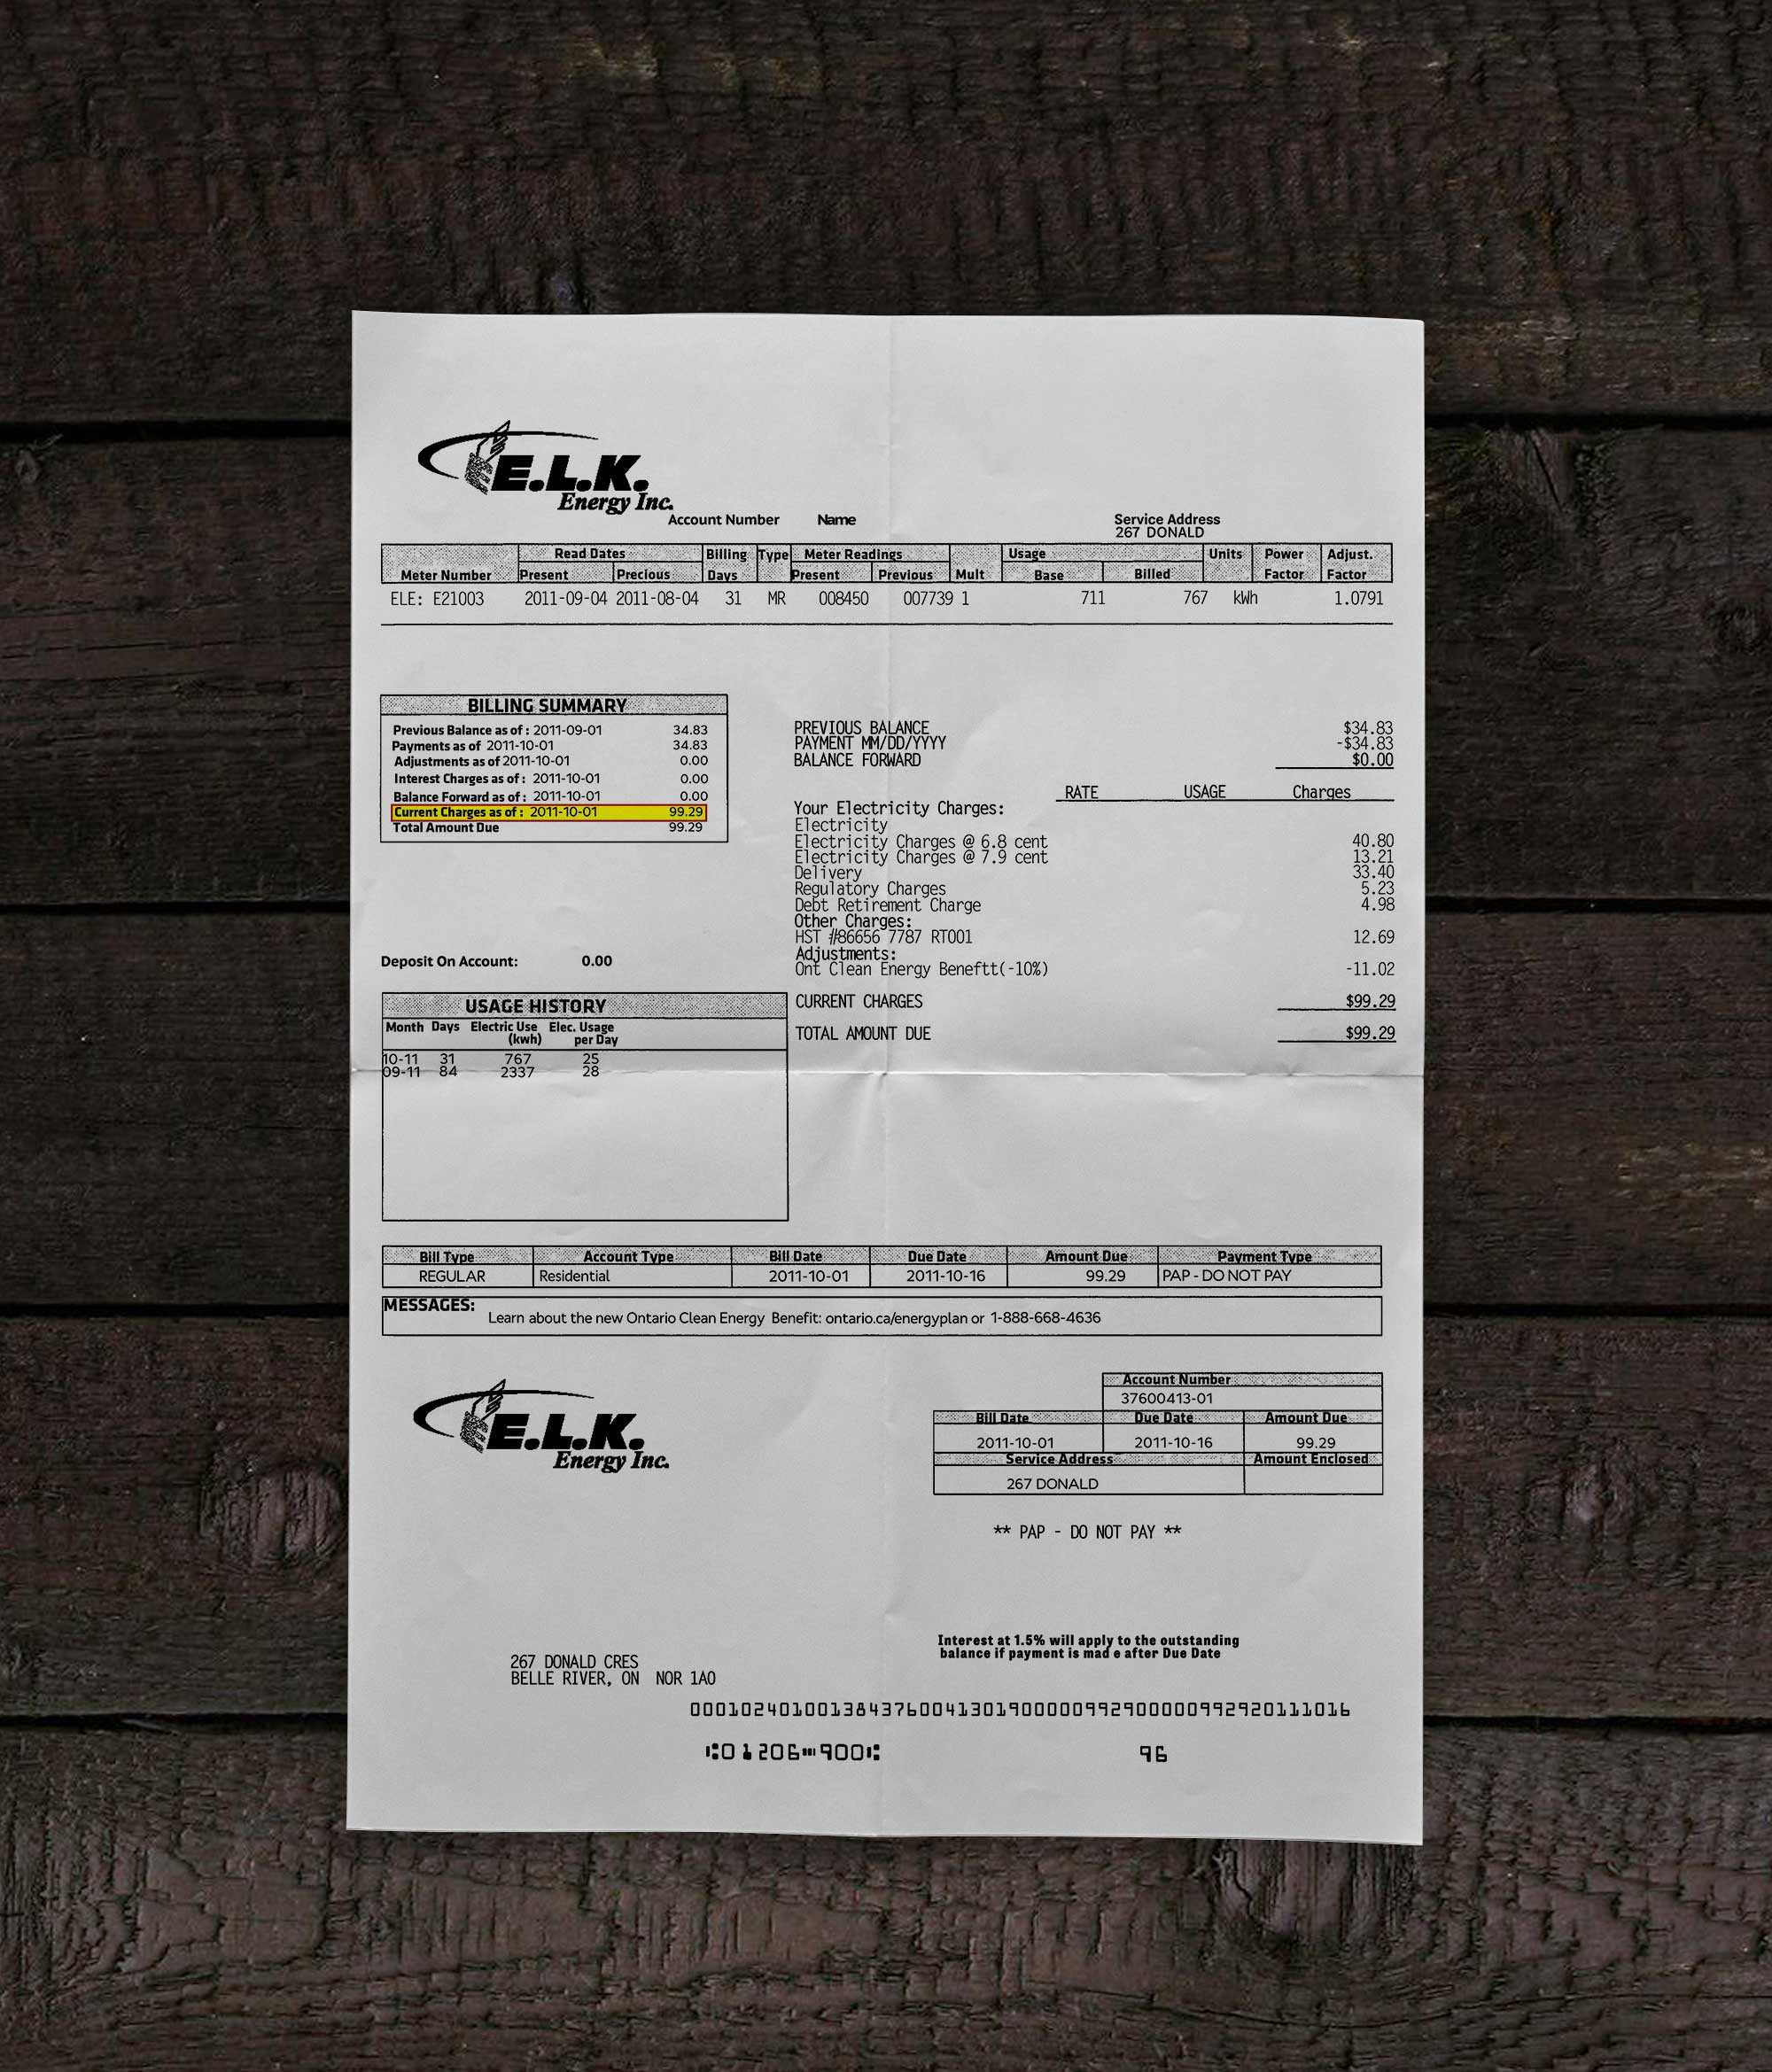 E.L.K.
Energy Inc.
Account Number Name Service Address
267 DONALD
Read Dates Billing Type Meter Readings Usage Units Power Adjust.
Meter Number Present Precious Days Present Previous Mult Base Billed Factor Factor
ELE: E21003 2011-09-04 2011-08-04 31 MR 008450 007739 1 711 767 kWh 1.0791
BILLING SUMMARY
Previous Balance as of : 2011-09-01 34.83
Payments as of 2011-10-01 34.83
Adjustments as of 2011-10-01 0.00
Interest Charges as of : 2011-10-01 0.00
Balance Forward as of : 2011-10-01 0.00
Current Charges as of : 2011-10-01 99.29
Total Amount Due 99.29
PREVIOUS BALANCE $34.83
PAYMENT MM/DD/YYYY -$34.83
BALANCE FORWARD $0.00
RATE USAGE Charges
Your Electricity Charges:
Electricity
Electricity Charges @ 6.8 cent 40.80
Electricity Charges @ 7.9 cent 13.21
Delivery 33.40
Regulatory Charges 5.23
Debt Retirement Charge 4.98
Other Charges:
HST #86656 7787 RT001 12.69
Adjustments:
Ont Clean Energy Beneftt(-10%) -11.02
CURRENT CHARGES $99.29
TOTAL AMOUNT DUE $99.29
Deposit On Account: 0.00
USAGE HISTORY
Month Days Electric Use Elec. Usage
(kwh) per Day
10-11 31 767 25
09-11 84 2337 28
Bill Type Account Type Bill Date Due Date Amount Due Payment Type
REGULAR Residential 2011-10-01 2011-10-16 99.29 PAP - DO NOT PAY
MESSAGES:
Learn about the new Ontario Clean Energy Benefit: ontario.ca/energyplan or 1-888-668-4636
E.L.K.
Energy Inc.
Account Number
37600413-01
Bill Date Due Date Amount Due
2011-10-01 2011-10-16 99.29
Service Address Amount Enclosed
267 DONALD
** PAP - DO NOT PAY **
Interest at 1.5% will apply to the outstanding
balance if payment is mad e after Due Date
267 DONALD CRES
BELLE RIVER, ON NOR 1A0
000102401001384376004130190000099290000099292011101​6
⑆01206⑉900⑆ 96